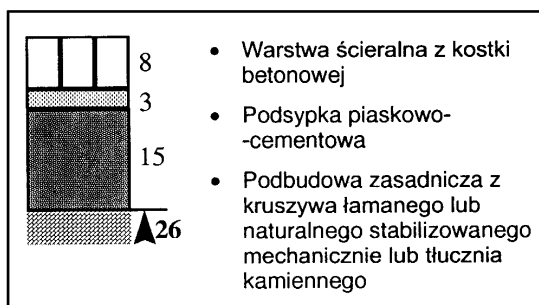 8
3
15
26
• Warstwa ścieralna z kostki
betonowej
• Podsypka piaskowo-
-cementowa
• Podbudowa zasadnicza z
kruszywa łamanego lub
naturalnego stabilizowanego
mechanicznie lub tłucznia
kamiennego